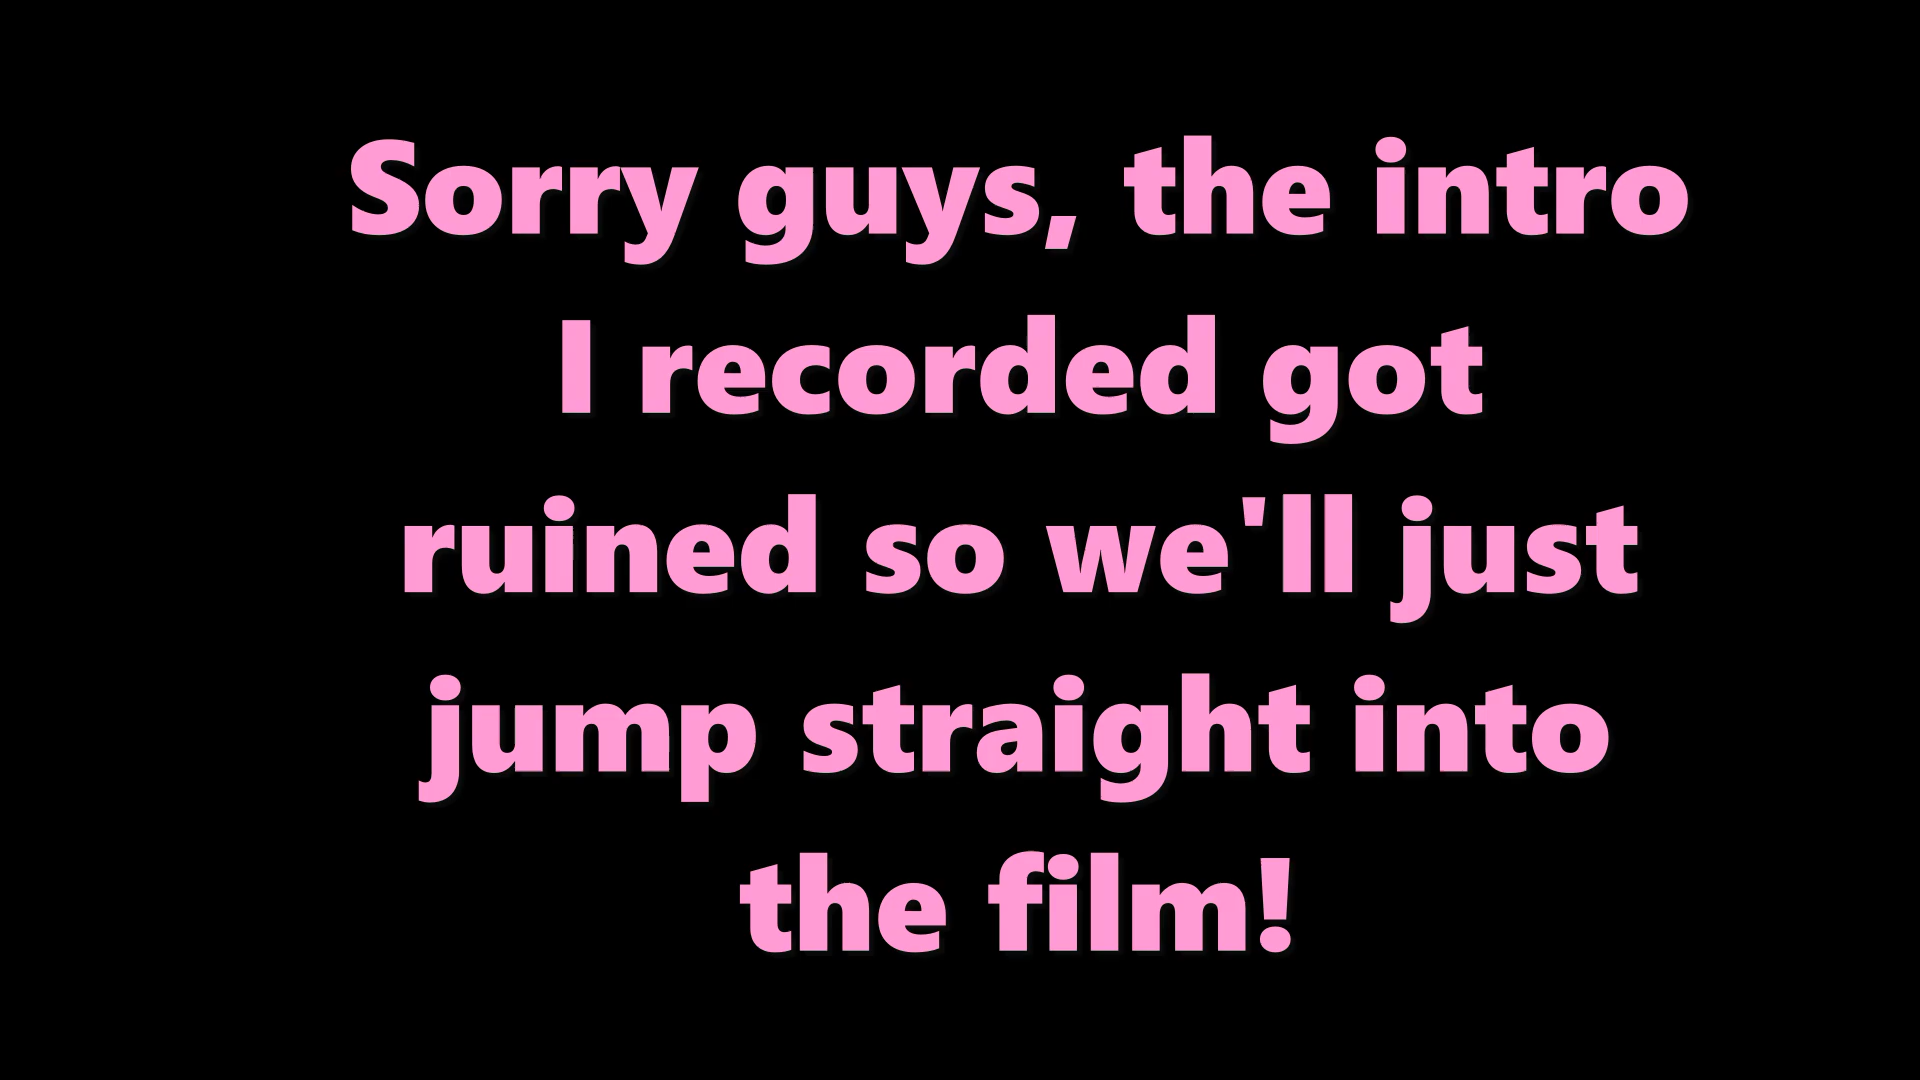 Sorry guys, the intro
I recorded got
ruined so we'll just
jump straight into
the film!